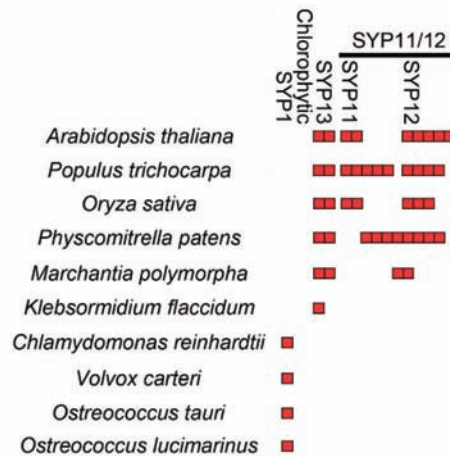 SYP11/12
Chlorophytic
SYP1
SYP13
SYP11
SYP12
Arabidopsis thaliana
Populus trichocarpa
Oryza sativa
Physcomitrella patens
Marchantia polymorpha
Klebsormidium flaccidum
Chlamydomonas reinhardtii
Volvox carteri
Ostreococcus tauri
Ostreococcus lucimarinus